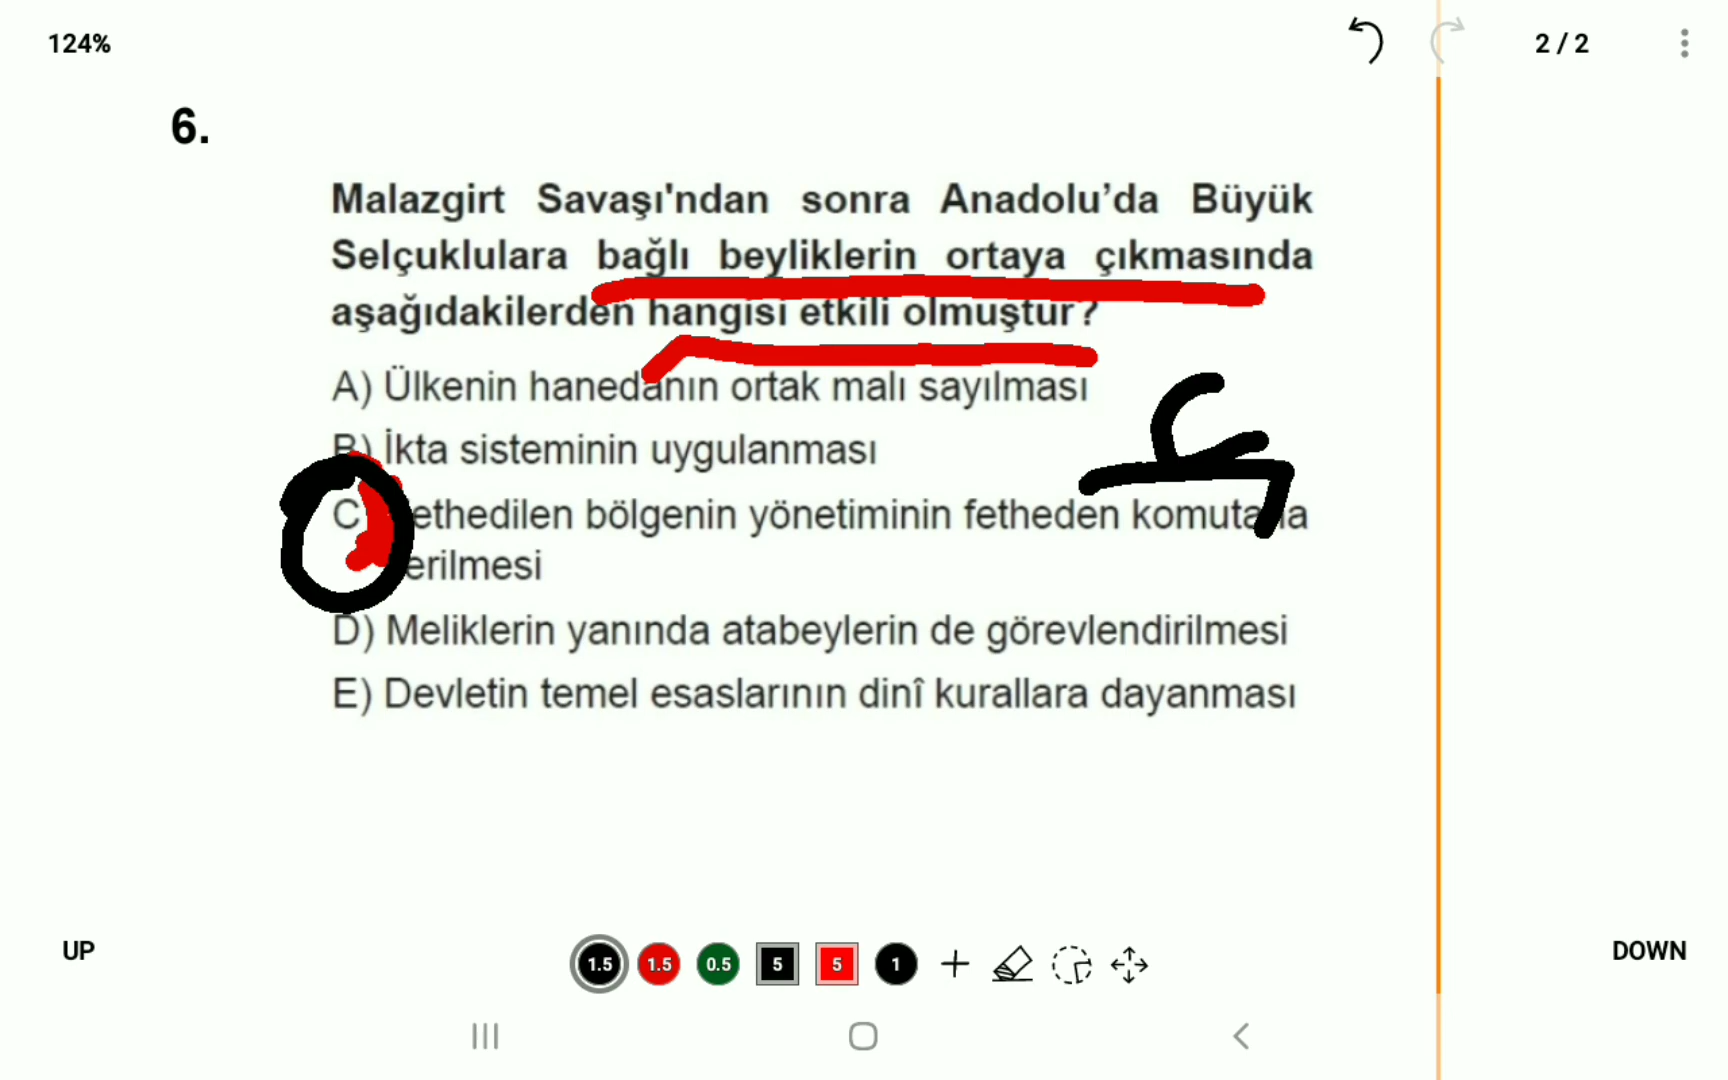 124%
2 / 2
6.
Malazgirt Savaşı'ndan sonra Anadolu’da Büyük
Selçuklulara bağlı beyliklerin ortaya çıkmasında
aşağıdakilerden hangisi etkili olmuştur?
A) Ülkenin hanedanın ortak malı sayılması
B) İkta sisteminin uygulanması
C) ethedilen bölgenin yönetiminin fetheden komutana
erilmesi
D) Meliklerin yanında atabeylerin de görevlendirilmesi
E) Devletin temel esaslarının dinî kurallara dayanması
UP
DOWN
1.5 1.5 0.5 5 5 1